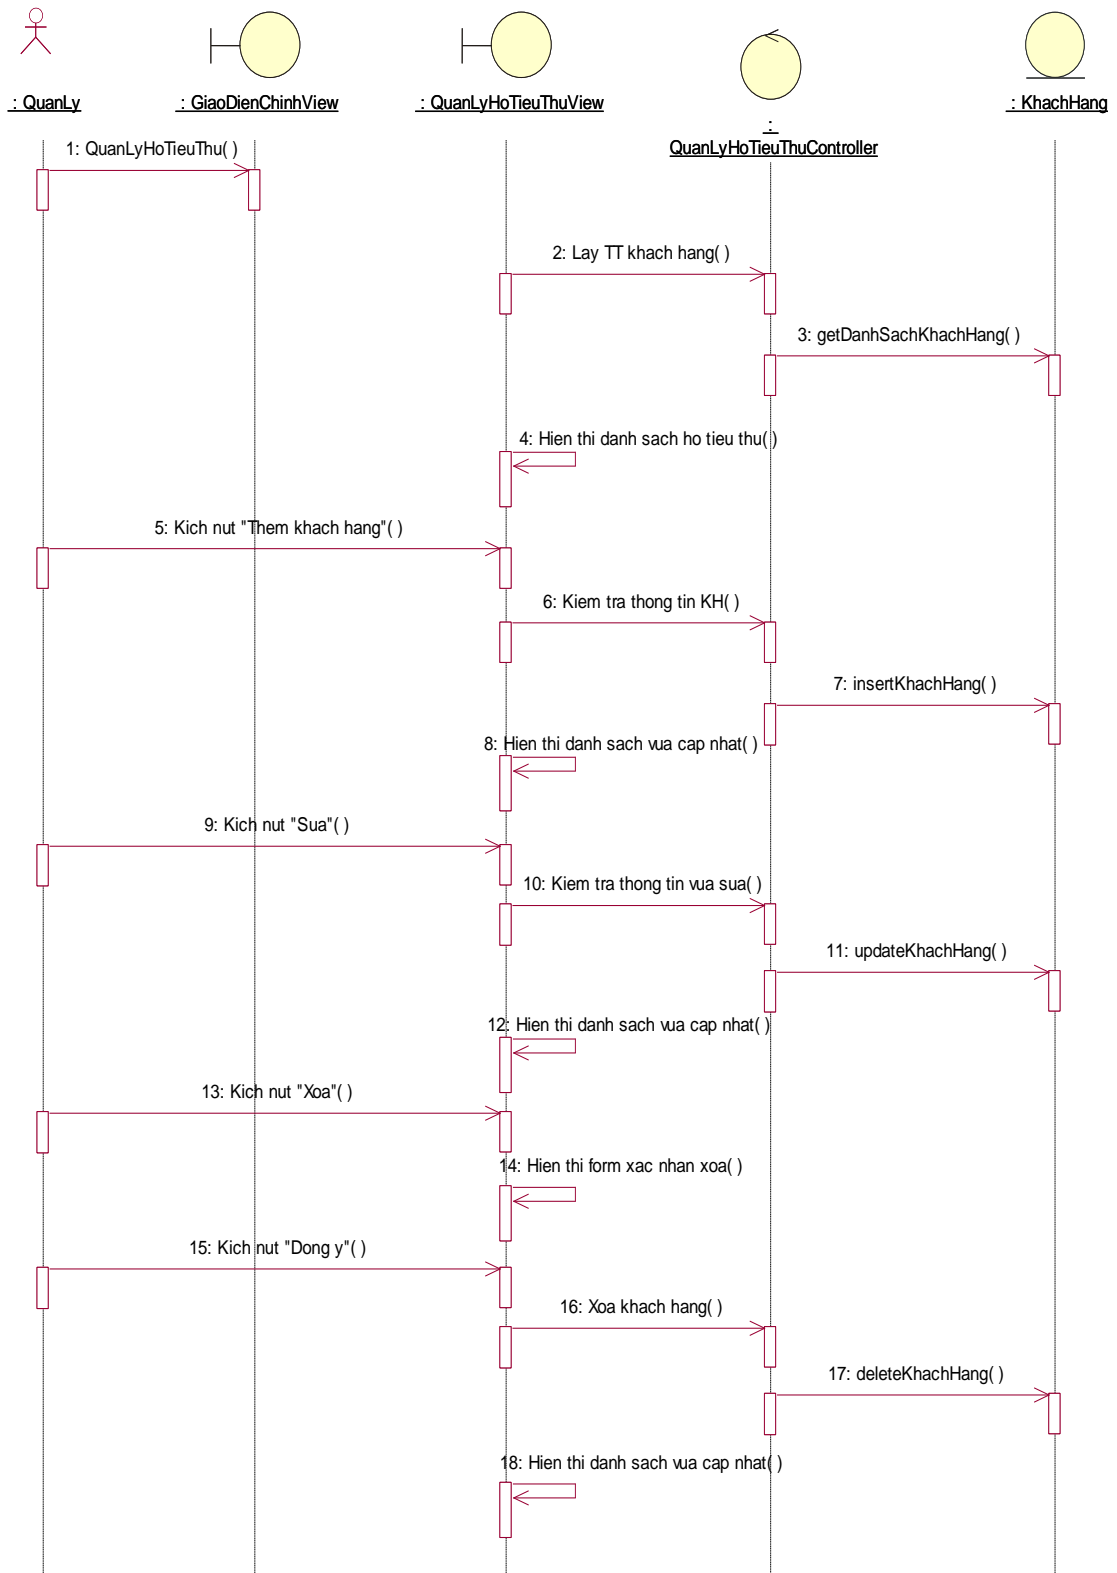 : QuanLy
: GiaoDienChinhView
: QuanLyHoTieuThuView
:
QuanLyHoTieuThuController
: KhachHang
1: QuanLyHoTieuThu( )
2: Lay TT khach hang( )
3: getDanhSachKhachHang( )
4: Hien thi danh sach ho tieu thu( )
5: Kich nut "Them khach hang"( )
6: Kiem tra thong tin KH( )
7: insertKhachHang( )
8: Hien thi danh sach vua cap nhat( )
9: Kich nut "Sua"( )
10: Kiem tra thong tin vua sua( )
11: updateKhachHang( )
12: Hien thi danh sach vua cap nhat( )
13: Kich nut "Xoa"( )
14: Hien thi form xac nhan xoa( )
15: Kich nut "Dong y"( )
16: Xoa khach hang( )
17: deleteKhachHang( )
18: Hien thi danh sach vua cap nhat( )